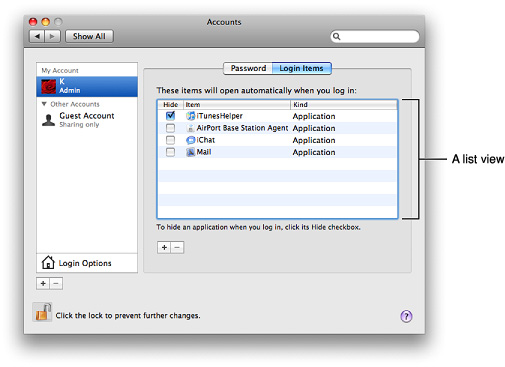 Accounts
Show All
Password
Login Items
My Account
K
Admin
Other Accounts
Guest Account
Sharing only
Login Options
These items will open automatically when you log in:
Hide Item Kind
iTunesHelper Application
AirPort Base Station Agent Application
iChat Application
Mail Application
To hide an application when you log in, click its Hide checkbox.
Click the lock to prevent further changes.
A list view